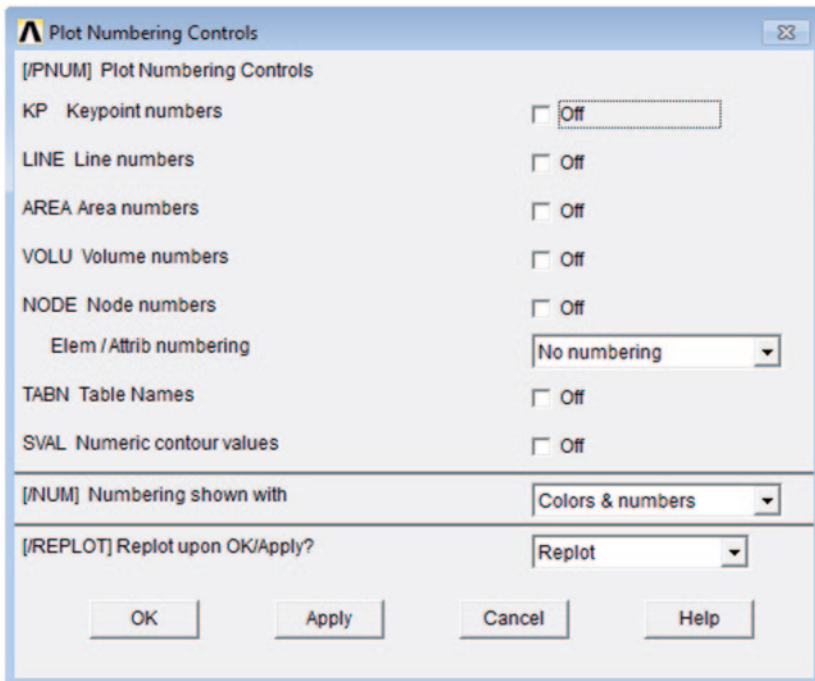 Plot Numbering Controls
[/PNUM] Plot Numbering Controls
KP Keypoint numbers Off
LINE Line numbers Off
AREA Area numbers Off
VOLU Volume numbers Off
NODE Node numbers Off
Elem / Attrib numbering No numbering
TABN Table Names Off
SVAL Numeric contour values Off
[/NUM] Numbering shown with Colors & numbers
[/REPLOT] Replot upon OK/Apply? Replot
OK Apply Cancel Help